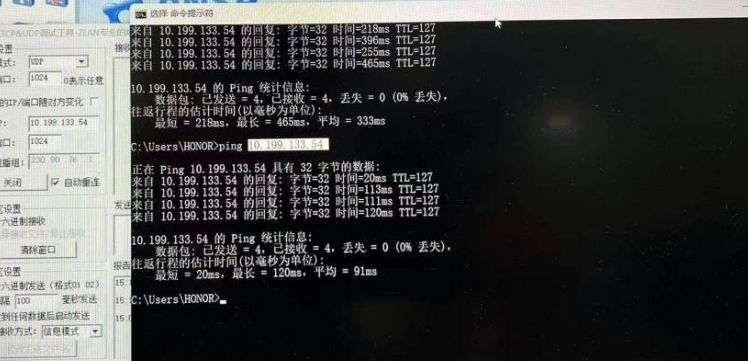 选择 命令提示符
TCP&UDP调试工具-ZLAN专业的
来自 10.199.133.54 的回复: 字节=32 时间=218ms TTL=127
来自 10.199.133.54 的回复: 字节=32 时间=396ms TTL=127
来自 10.199.133.54 的回复: 字节=32 时间=255ms TTL=127
来自 10.199.133.54 的回复: 字节=32 时间=465ms TTL=127
10.199.133.54 的 Ping 统计信息:
数据包: 已发送 = 4，已接收 = 4，丢失 = 0 (0% 丢失)，
往返行程的估计时间(以毫秒为单位):
最短 = 218ms，最长 = 465ms，平均 = 333ms
C:\Users\HONOR>ping 10.199.133.54
正在 Ping 10.199.133.54 具有 32 字节的数据:
来自 10.199.133.54 的回复: 字节=32 时间=20ms TTL=127
来自 10.199.133.54 的回复: 字节=32 时间=113ms TTL=127
来自 10.199.133.54 的回复: 字节=32 时间=111ms TTL=127
来自 10.199.133.54 的回复: 字节=32 时间=120ms TTL=127
10.199.133.54 的 Ping 统计信息:
数据包: 已发送 = 4，已接收 = 4，丢失 = 0 (0% 丢失)，
往返行程的估计时间(以毫秒为单位):
最短 = 20ms，最长 = 120ms，平均 = 91ms
C:\Users\HONOR>
设置
接收
式: UDP
端口: 1024 0表示任意
的IP/端口随对方变化
P: 10.199.133.54
端口: 1024
播组: 230.90.76.1
关闭 自动重连
设置
发送
十六进制接收
清除窗口
设置
报告
十六进制发送 (格式01 02)
隔 100 毫秒发送
收到任何数据后启动发送
接收方式: 信息模式